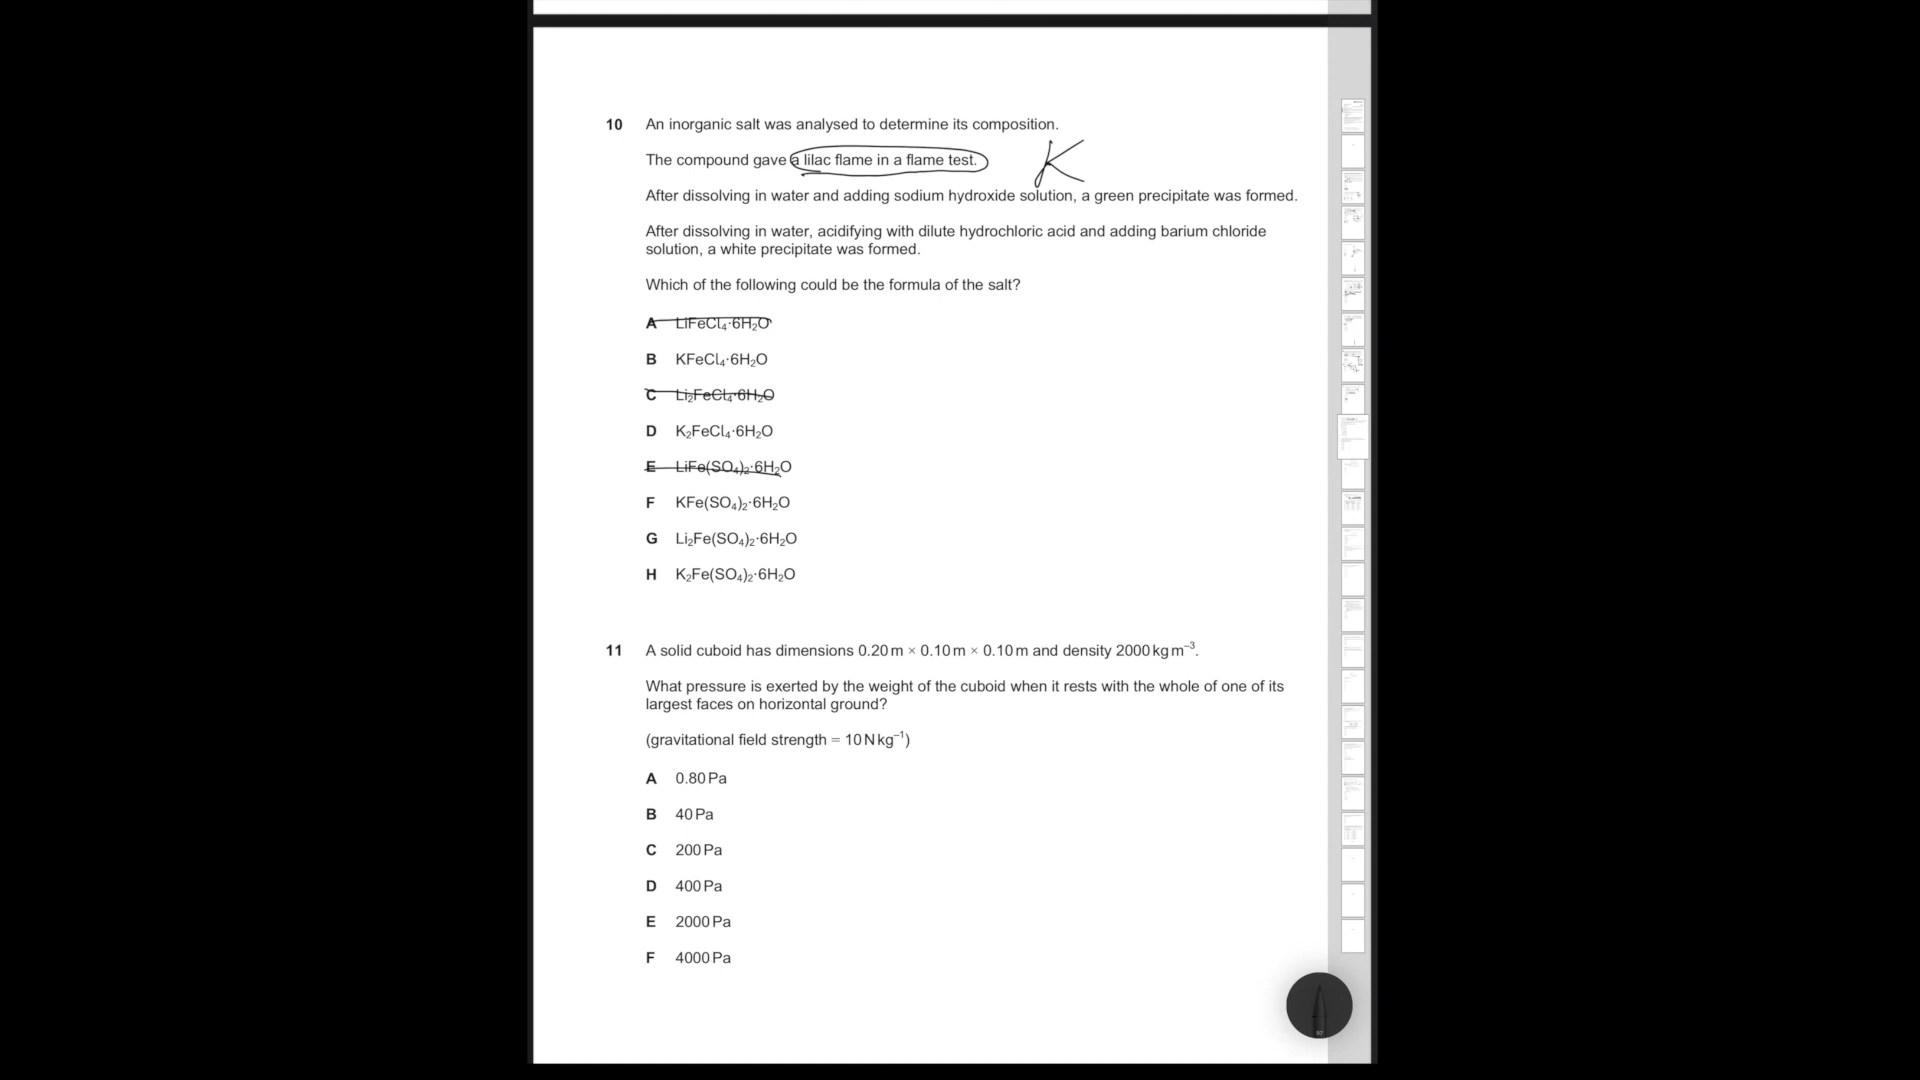 10 An inorganic salt was analysed to determine its composition.
The compound gave a lilac flame in a flame test.
K
After dissolving in water and adding sodium hydroxide solution, a green precipitate was formed.
After dissolving in water, acidifying with dilute hydrochloric acid and adding barium chloride
solution, a white precipitate was formed.
Which of the following could be the formula of the salt?
A LiFeCl₄·6H₂O
B KFeCl₄·6H₂O
C Li₂FeCl₄·6H₂O
D K₂FeCl₄·6H₂O
E LiFe(SO₄)₂·6H₂O
F KFe(SO₄)₂·6H₂O
G Li₂Fe(SO₄)₂·6H₂O
H K₂Fe(SO₄)₂·6H₂O
11 A solid cuboid has dimensions 0.20 m × 0.10 m × 0.10 m and density 2000 kg m⁻³.
What pressure is exerted by the weight of the cuboid when it rests with the whole of one of its
largest faces on horizontal ground?
(gravitational field strength = 10 N kg⁻¹)
A 0.80 Pa
B 40 Pa
C 200 Pa
D 400 Pa
E 2000 Pa
F 4000 Pa
97